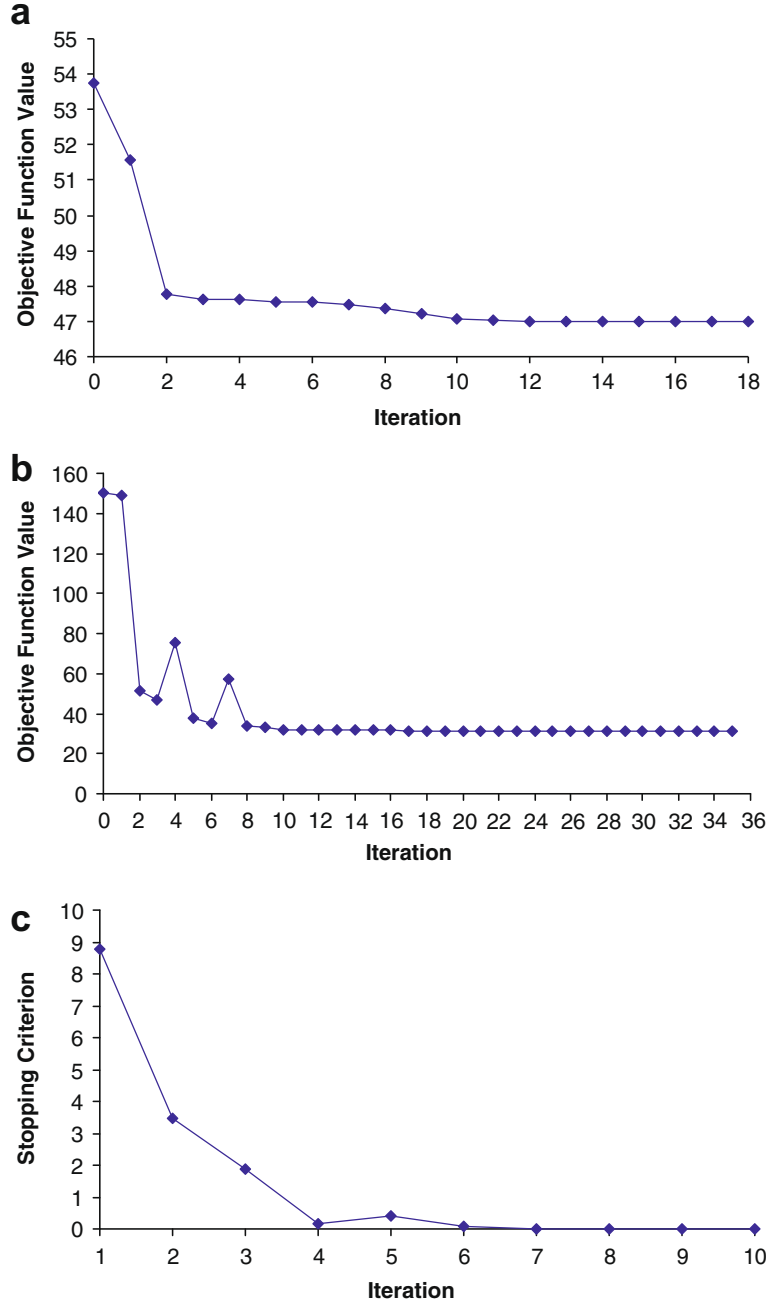 a
55
54
53
52
51
50
49
48
47
46
Objective Function Value
0 2 4 6 8 10 12 14 16 18
Iteration
b
160
140
120
100
80
60
40
20
0
Objective Function Value
0 2 4 6 8 10 12 14 16 18 20 22 24 26 28 30 32 34 36
Iteration
c
10
9
8
7
6
5
4
3
2
1
0
Stopping Criterion
1 2 3 4 5 6 7 8 9 10
Iteration